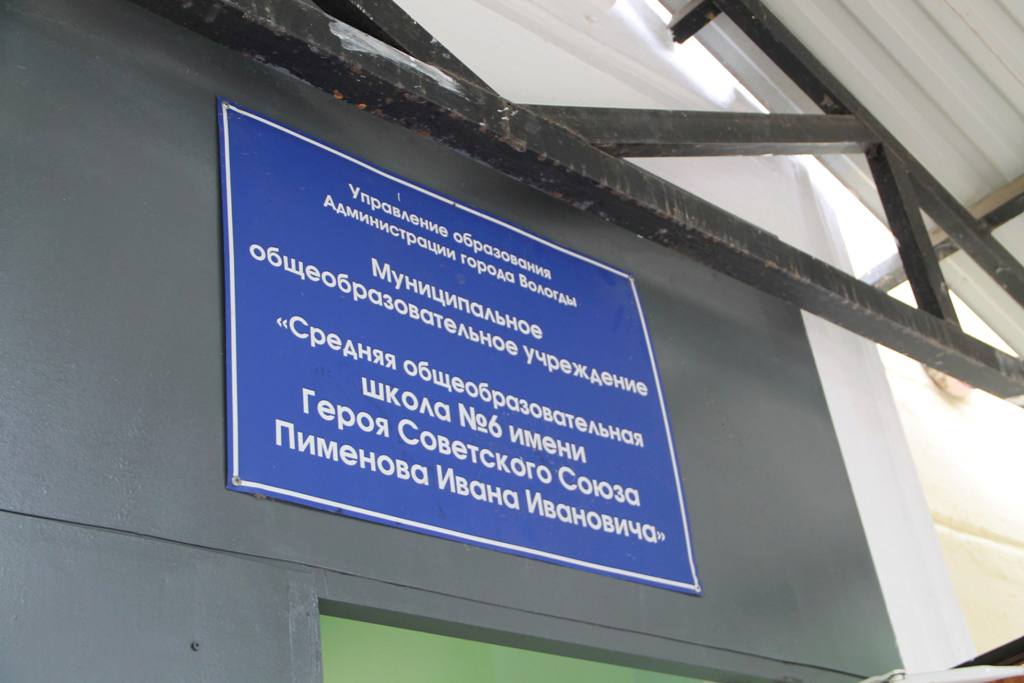 Управление образования
Администрации города Вологды
Муниципальное
общеобразовательное учреждение
«Средняя общеобразовательная
школа №6 имени
Героя Советского Союза
Пименова Ивана Ивановича»